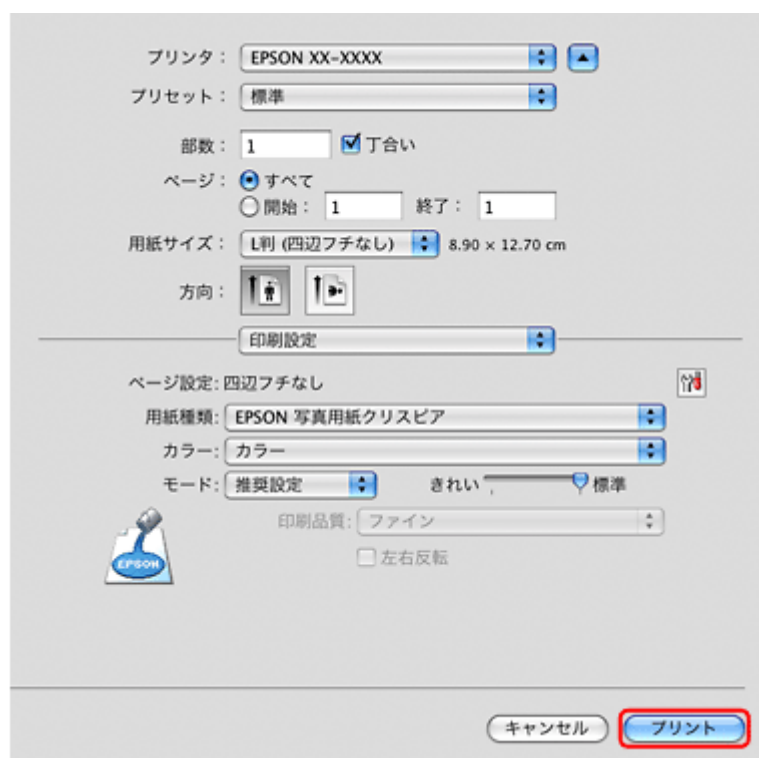 プリンタ： EPSON XX-XXXX
プリセット： 標準
部数： 1 丁合い
ページ： すべて
開始： 1 終了： 1
用紙サイズ： L判 (四辺フチなし) 8.90 × 12.70 cm
方向：
印刷設定
ページ設定: 四辺フチなし
用紙種類: EPSON 写真用紙クリスピア
カラー: カラー
モード: 推奨設定 きれい 標準
印刷品質: ファイン
左右反転
EPSON
キャンセル プリント